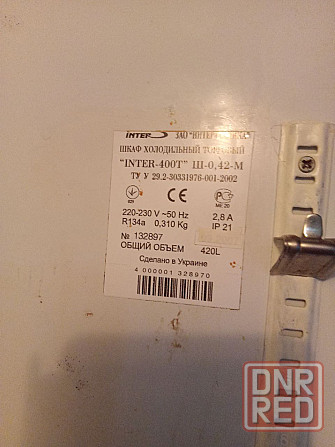 INTER ЗАО
ШКАФ ХОЛОДИЛЬНЫЙ ТОРГОВЫЙ
"INTER-400T" Ш-0,42-М
ТУ У 29.2-30331976-001-2002
CE
220-230 V ~50 Hz 2,8 A
R134a 0,310 Kg IP 21
№ 132897
ОБЩИЙ ОБЪЕМ 420L
Сделано в Украине
4 000001 328970
DNR
RED